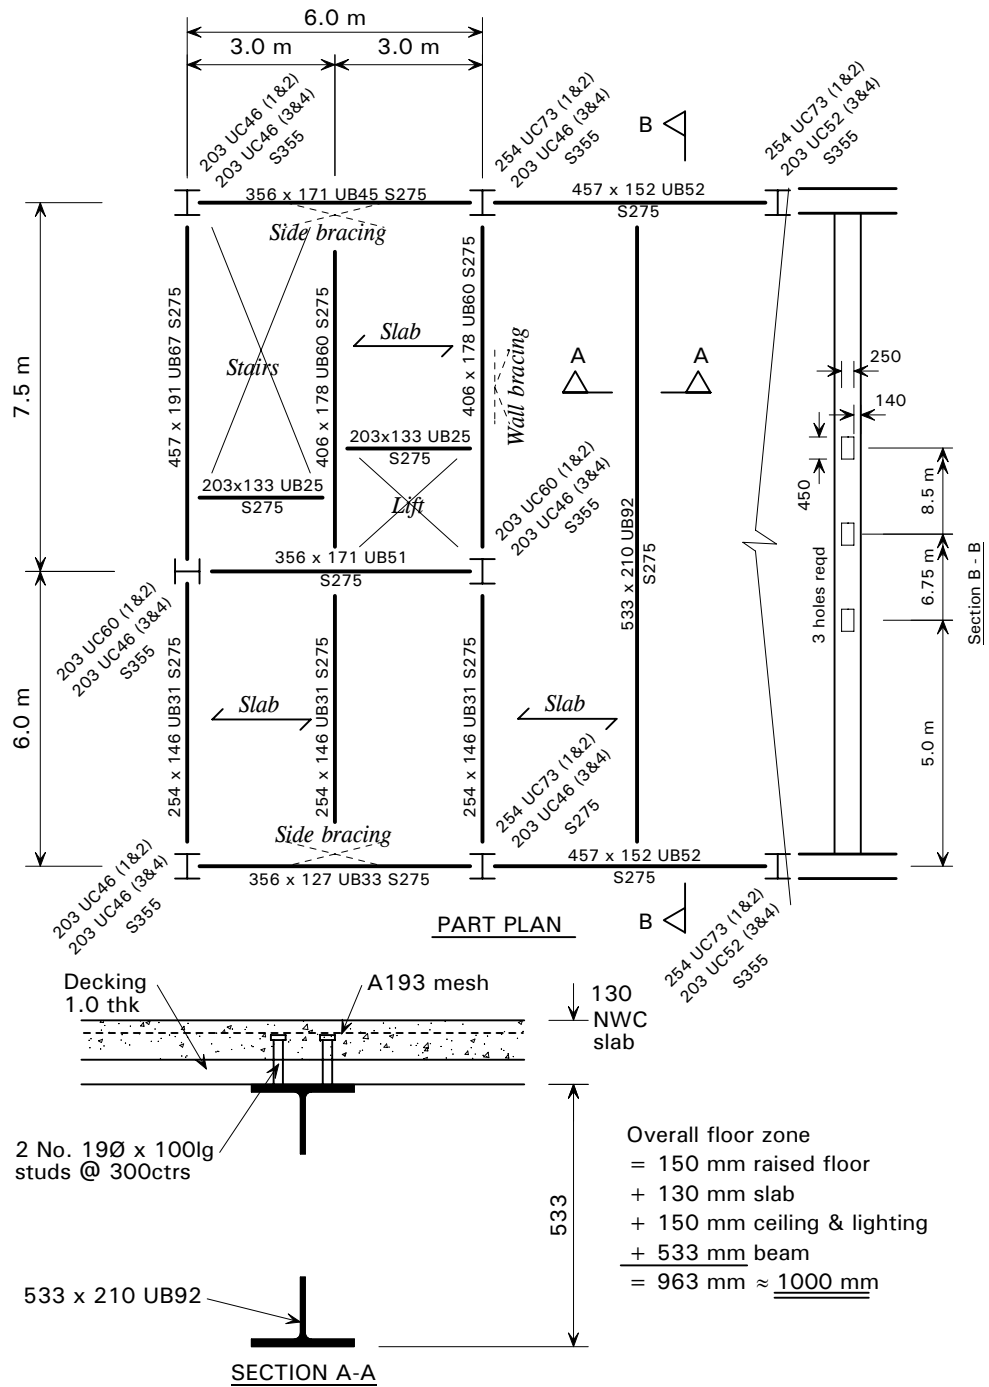 6.0 m
3.0 m
3.0 m
203 UC46 (1&2)
203 UC46 (3&4)
S355
254 UC73 (1&2)
203 UC46 (3&4)
S355
B
254 UC73 (1&2)
203 UC52 (3&4)
S355
356 x 171 UB45 S275
Side bracing
457 x 152 UB52
S275
7.5 m
457 x 191 UB67 S275
Stairs
406 x 178 UB60 S275
Slab
406 x 178 UB60 S275
Wall bracing
A
A
250
140
450
3 holes reqd
8.5 m
6.75 m
5.0 m
Section B - B
203x133 UB25
S275
203x133 UB25
S275
Lift
203 UC60 (1&2)
203 UC46 (3&4)
S355
533 x 210 UB92
S275
356 x 171 UB51
S275
203 UC60 (1&2)
203 UC46 (3&4)
S355
6.0 m
254 x 146 UB31 S275
Slab
254 x 146 UB31 S275
254 x 146 UB31 S275
Slab
254 UC73 (1&2)
203 UC46 (3&4)
S275
Side bracing
356 x 127 UB33 S275
457 x 152 UB52
S275
203 UC46 (1&2)
203 UC46 (3&4)
S355
B
254 UC73 (1&2)
203 UC52 (3&4)
S355
PART PLAN
Decking
1.0 thk
A193 mesh
130
NWC
slab
2 No. 19Ø x 100lg
studs @ 300ctrs
533
533 x 210 UB92
SECTION A-A
Overall floor zone
= 150 mm raised floor
+ 130 mm slab
+ 150 mm ceiling & lighting
+ 533 mm beam
= 963 mm ≈ 1000 mm